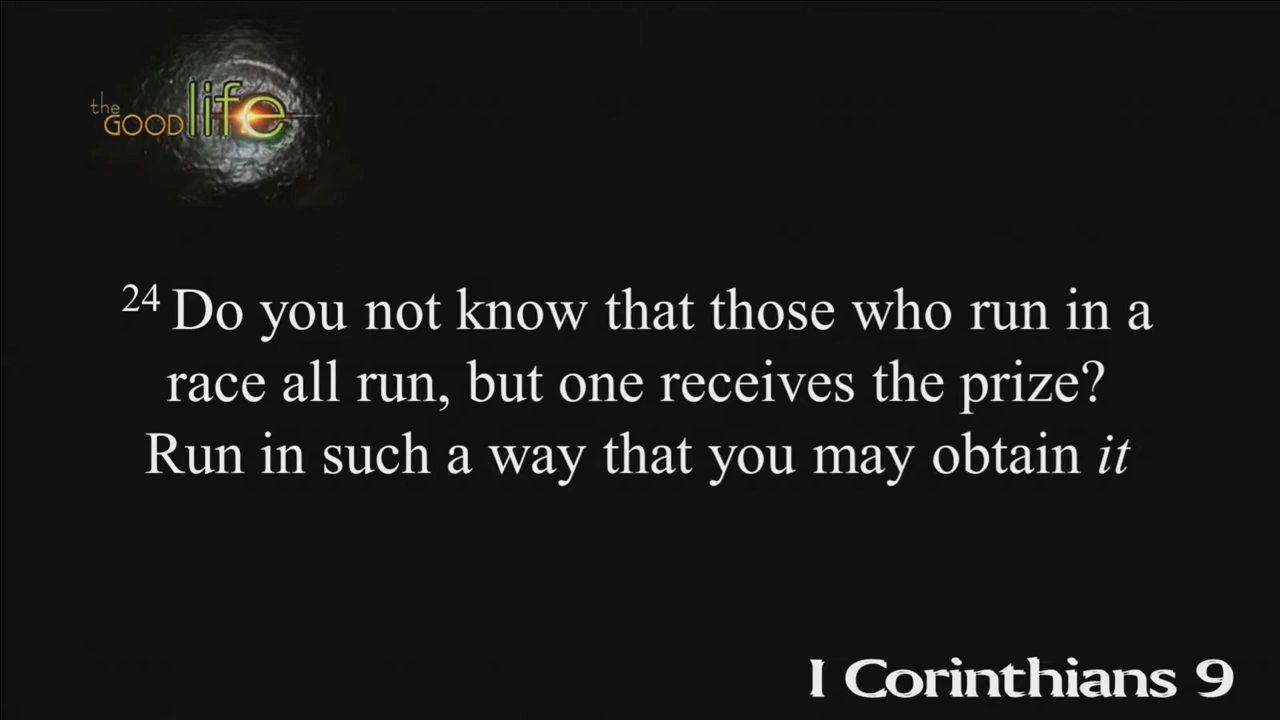 the
GOOD life
24 Do you not know that those who run in a
race all run, but one receives the prize?
Run in such a way that you may obtain it
I Corinthians 9